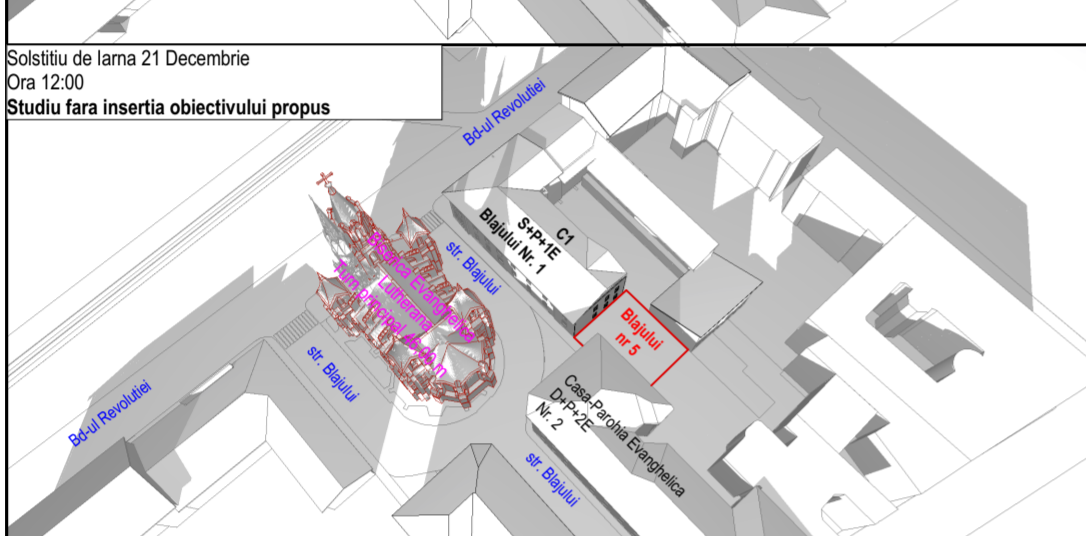 Solstitiu de Iarna 21 Decembrie
Ora 12:00
Studiu fara insertia obiectivului propus
Bd-ul Revolutiei
C1
S+P+1E
Blajului Nr. 1
str. Blajului
Biserica Evanghelica
Lutherana
Turn principal 46.00 m
Blajului
nr 5
str. Blajului
Bd-ul Revolutiei
Casa-Parohia Evanghelica
D+P+2E
Nr. 2
str. Blajului